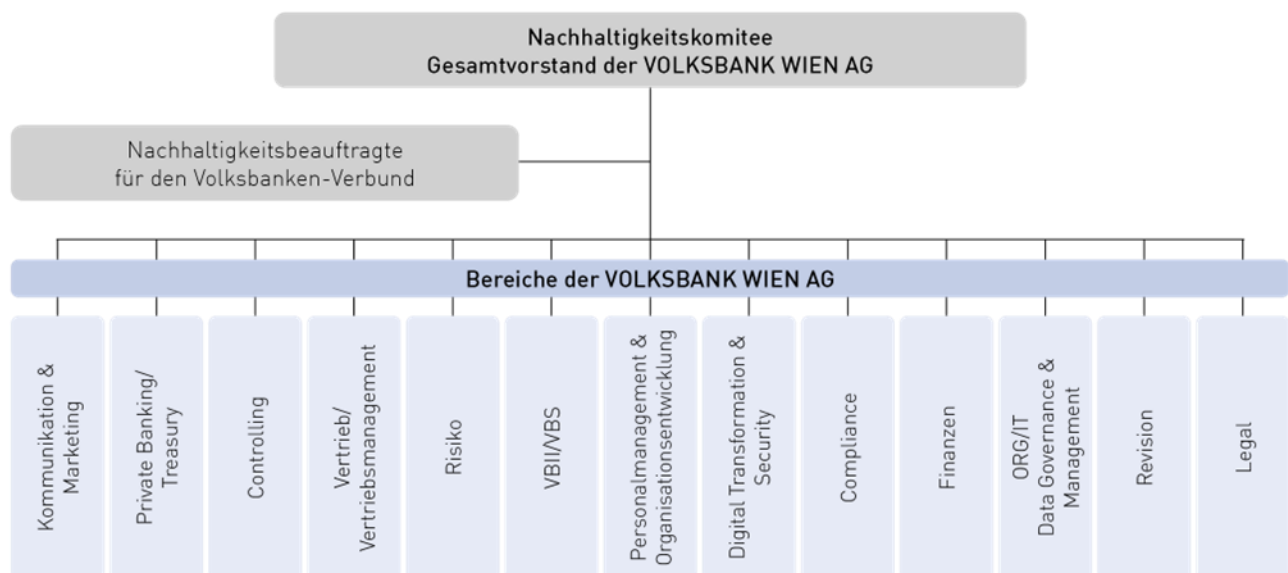 Nachhaltigkeitskomitee
Gesamtvorstand der VOLKSBANK WIEN AG
Nachhaltigkeitsbeauftragte
für den Volksbanken-Verbund
Bereiche der VOLKSBANK WIEN AG
Kommunikation &
Marketing
Private Banking/
Treasury
Controlling
Vertrieb/
Vertriebsmanagement
Risiko
VBII/VBS
Personalmanagement &
Organisationsentwicklung
Digital Transformation &
Security
Compliance
Finanzen
ORG/IT
Data Governance &
Management
Revision
Legal